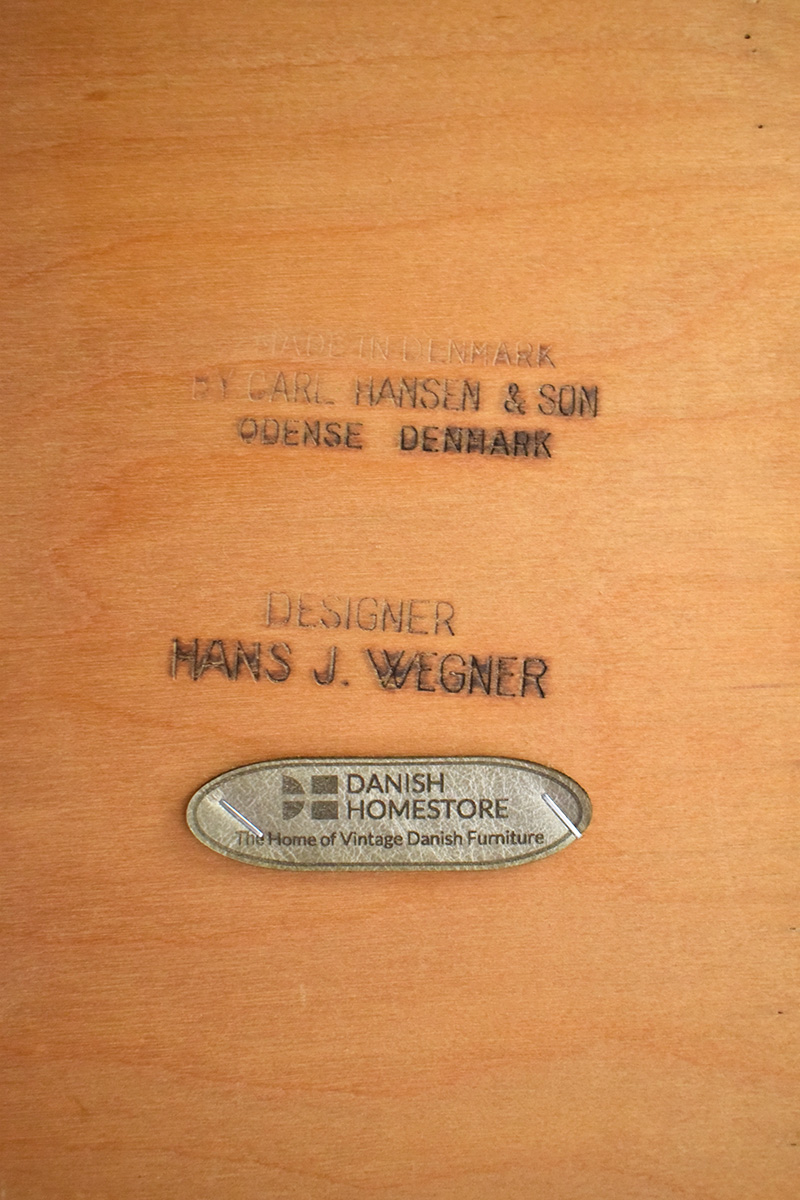 MADE IN DENMARK
BY CARL HANSEN & SON
ODENSE DENMARK
DESIGNER
HANS J. WEGNER
DANISH
HOMESTORE
The Home of Vintage Danish Furniture